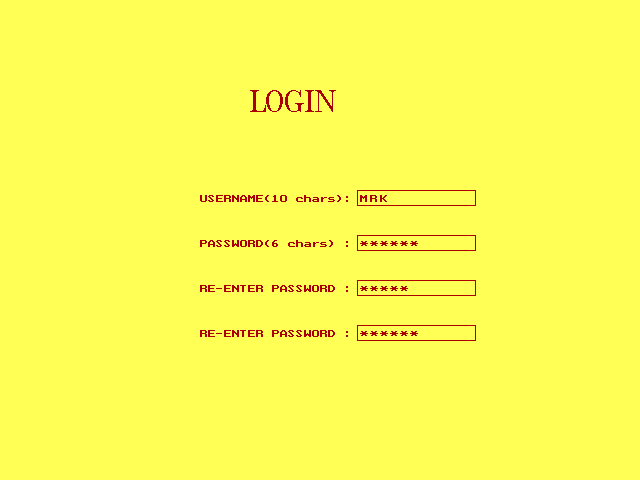 LOGIN
USERNAME(10 chars): MRK
PASSWORD(6 chars) : ******
RE-ENTER PASSWORD : *****
RE-ENTER PASSWORD : ******